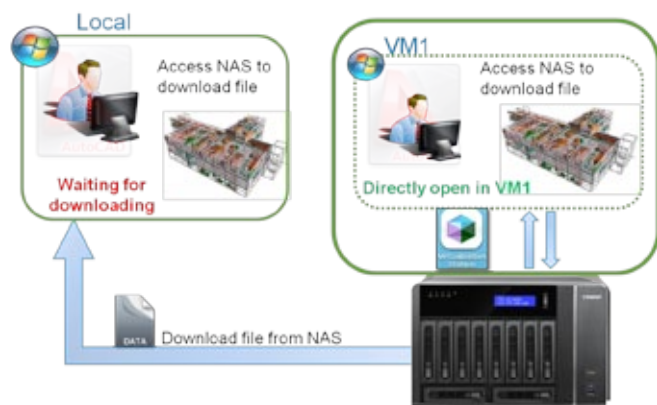 Local
Access NAS to
download file
AutoCAD
Waiting for
downloading
VM1
Access NAS to
download file
Directly open in VM1
DATA
Download file from NAS